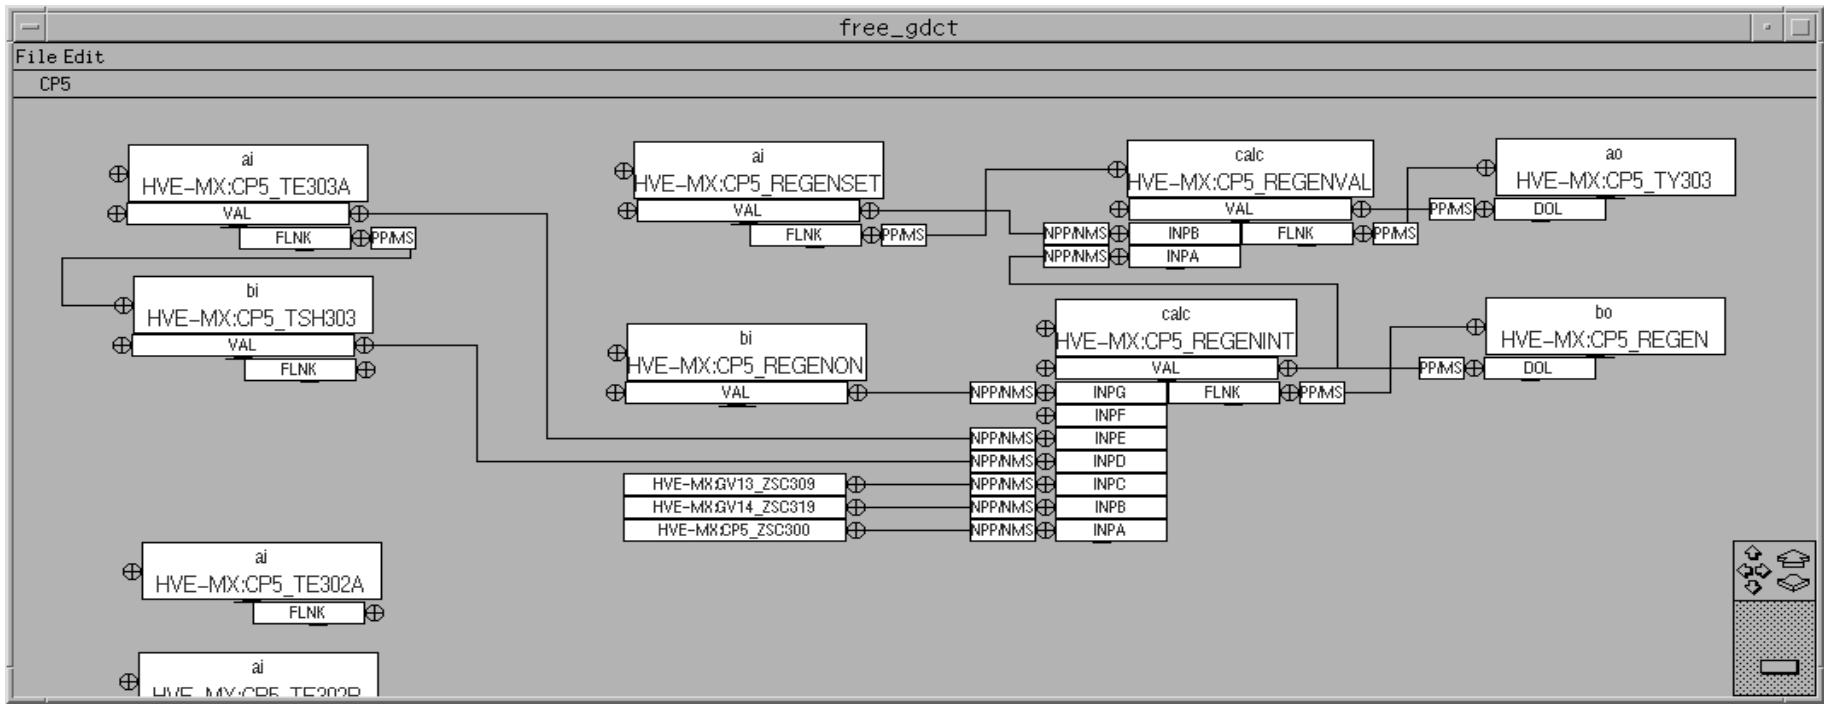 free_gdct
File Edit
CP5
ai
HVE-MX:CP5_TE303A
VAL
FLNK
PP/MS
bi
HVE-MX:CP5_TSH303
VAL
FLNK
ai
HVE-MX:CP5_TE302A
FLNK
ai
ai
HVE-MX:CP5_REGENSET
VAL
FLNK
PP/MS
bi
HVE-MX:CP5_REGENON
VAL
HVE-MX:GV13_ZSC309
HVE-MX:GV14_ZSC319
HVE-MX:CP5_ZSC300
calc
HVE-MX:CP5_REGENVAL
VAL
NPP/NMS INPB FLNK PP/MS
NPP/NMS INPA
calc
HVE-MX:CP5_REGENINT
VAL
NPP/NMS INPG FLNK PP/MS
INPF
NPP/NMS INPE
NPP/NMS INPD
NPP/NMS INPC
NPP/NMS INPB
NPP/NMS INPA
ao
HVE-MX:CP5_TY303
PP/MS DOL
bo
HVE-MX:CP5_REGEN
PP/MS DOL